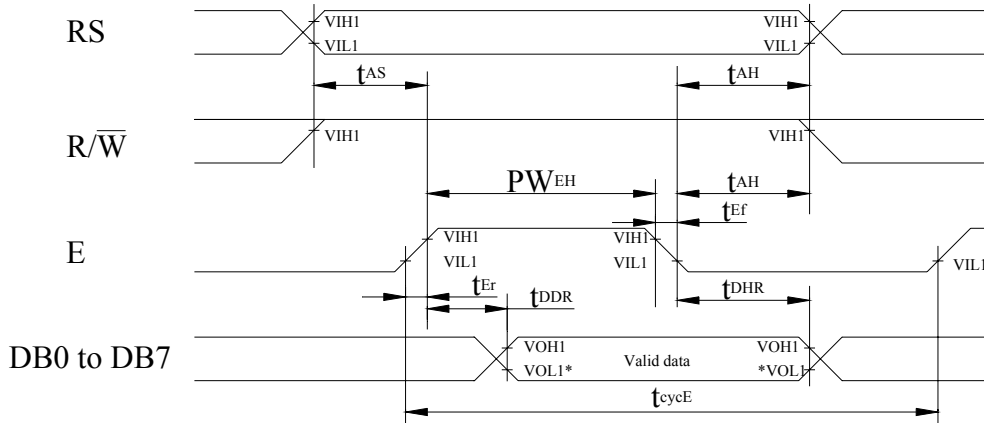 RS VIH1 VIH1
VIL1 VIL1
tAS tAH
R/W̅ VIH1 VIH1
PWEH tAH
tEf
E VIH1 VIH1
VIL1 VIL1 VIL1
tEr tDDR tDHR
DB0 to DB7 VOH1 Valid data VOH1
VOL1* *VOL1
tcycE